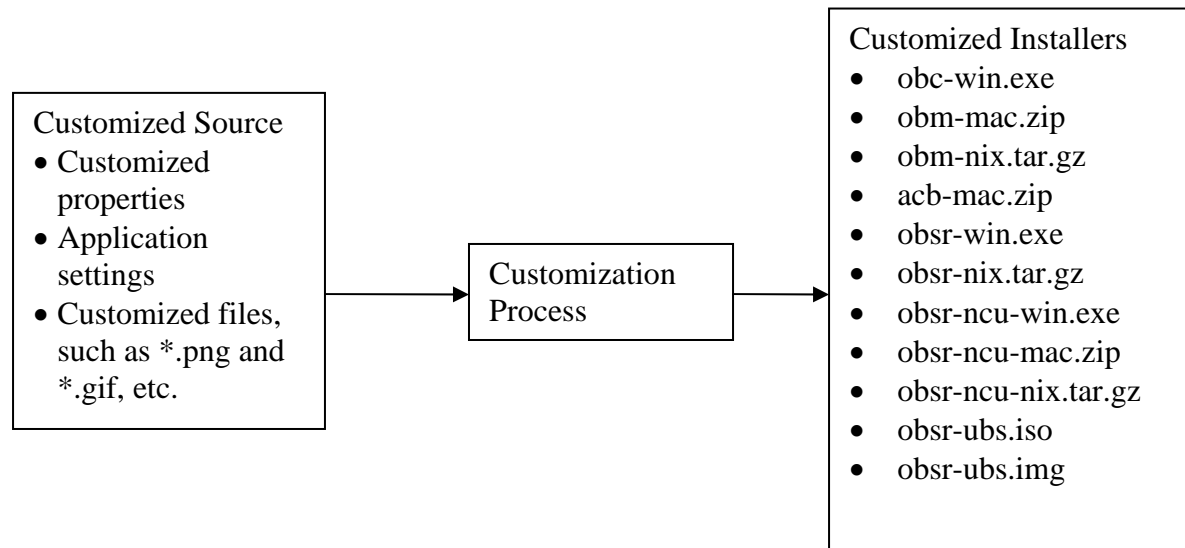 Customized Source
• Customized
properties
• Application
settings
• Customized files,
such as *.png and
*.gif, etc.
Customization
Process
Customized Installers
• obc-win.exe
• obm-mac.zip
• obm-nix.tar.gz
• acb-mac.zip
• obsr-win.exe
• obsr-nix.tar.gz
• obsr-ncu-win.exe
• obsr-ncu-mac.zip
• obsr-ncu-nix.tar.gz
• obsr-ubs.iso
• obsr-ubs.img